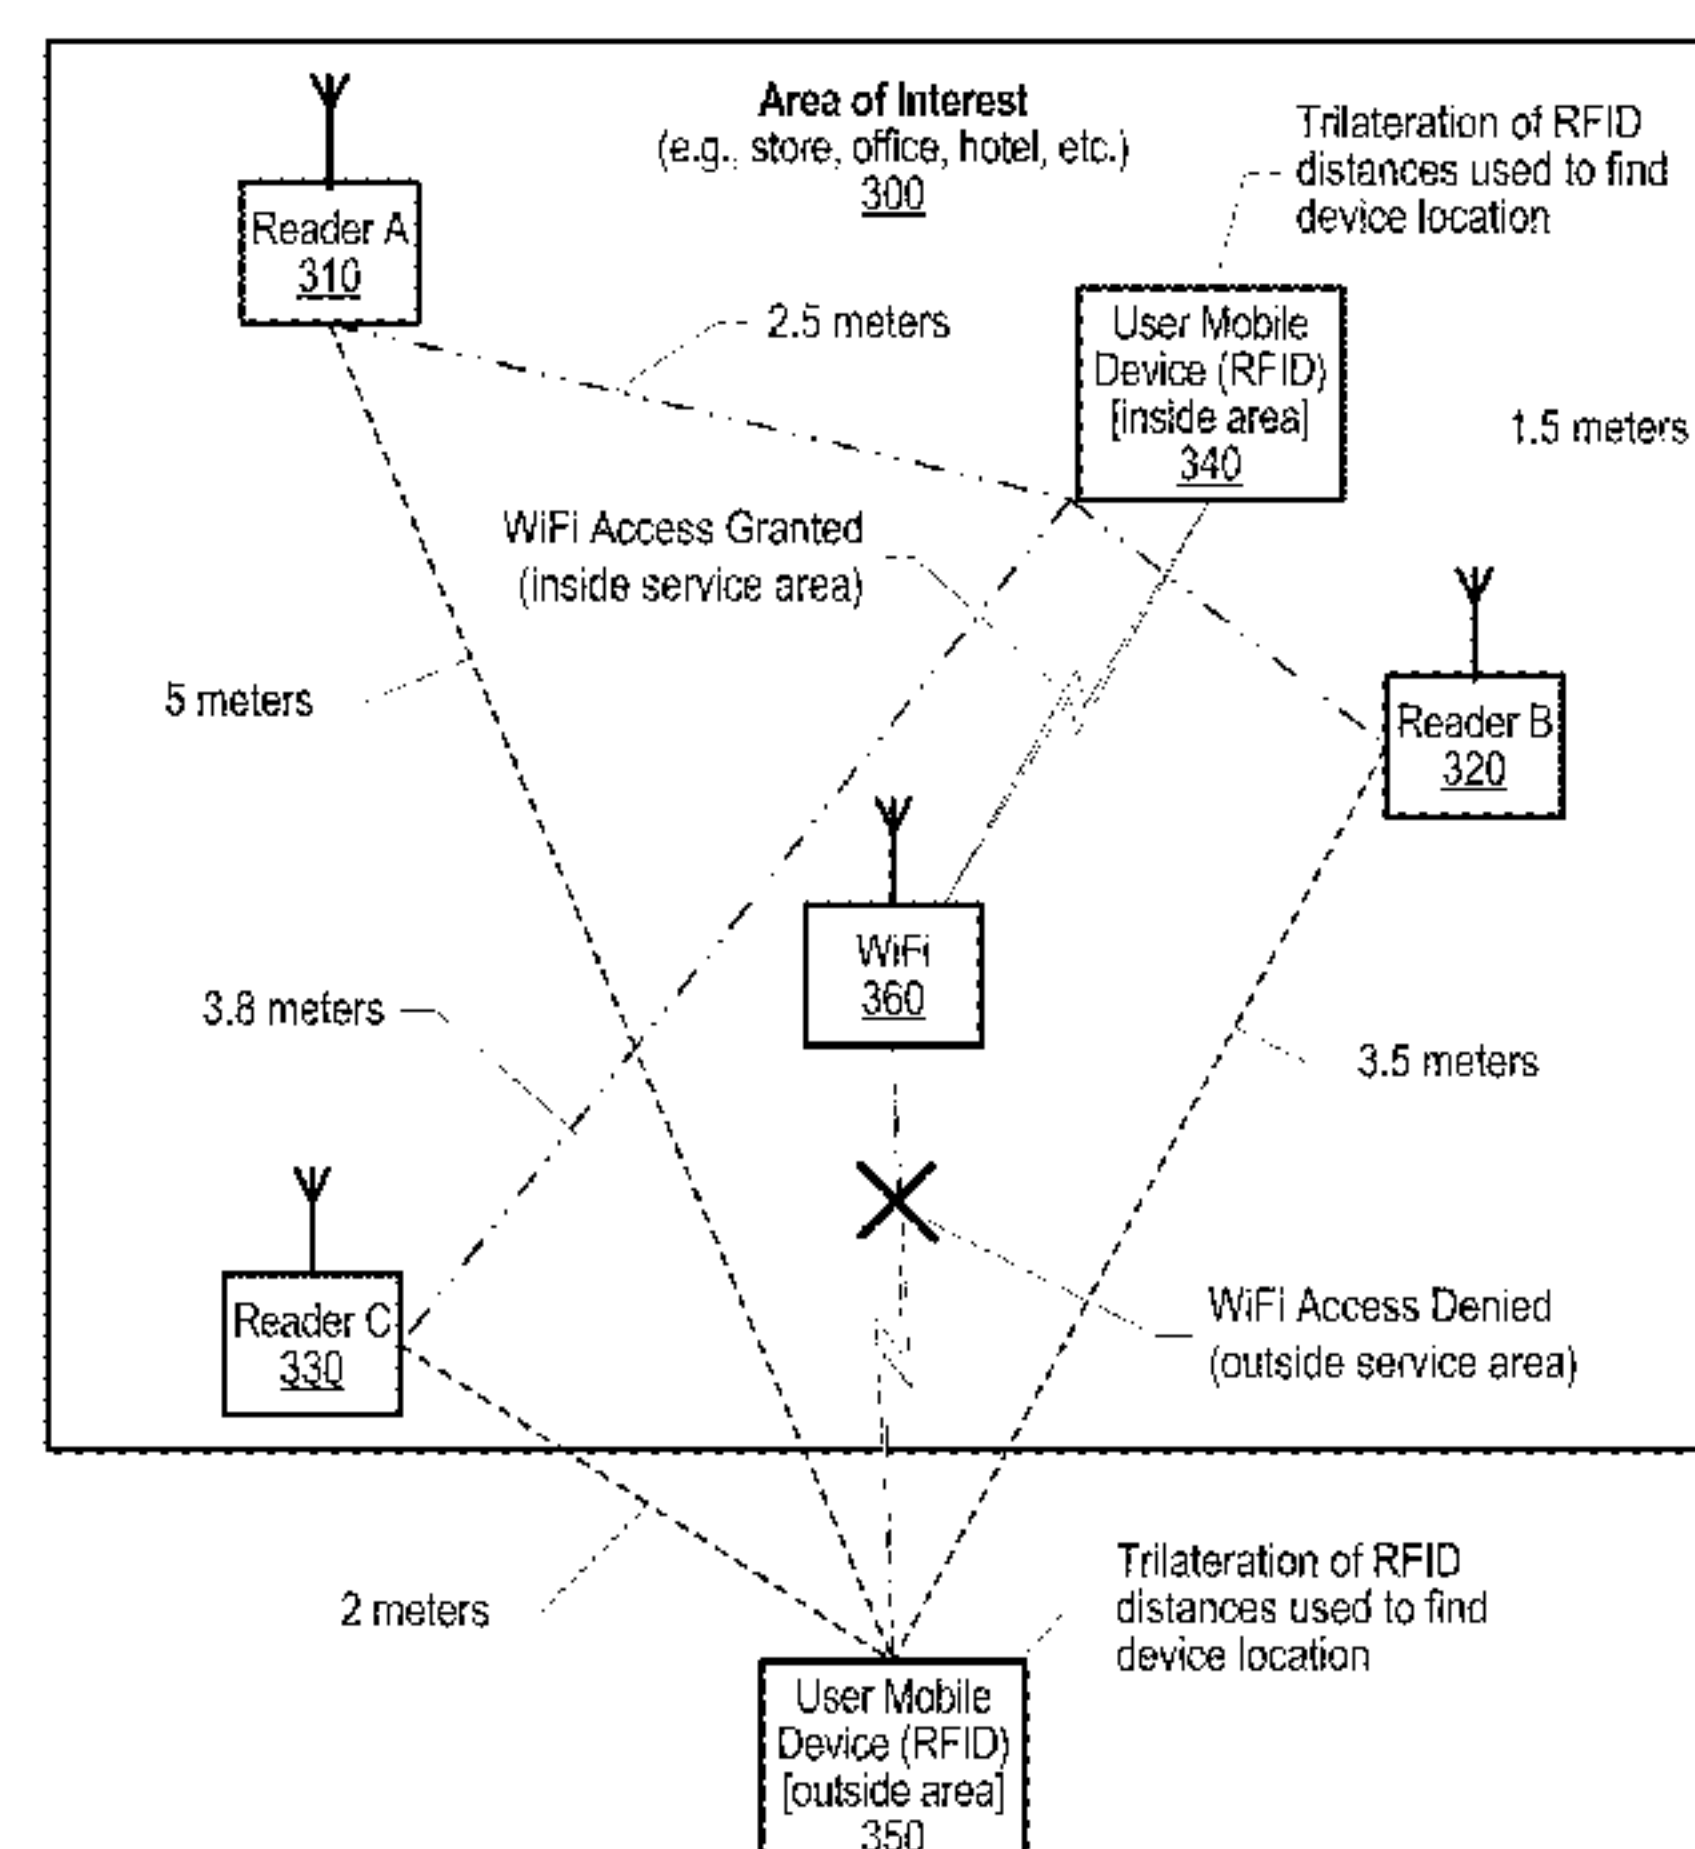 Area of Interest
(e.g., store, office, hotel, etc.)
300
Trilateration of RFID
distances used to find
device location
Reader A
310
2.5 meters
User Mobile
Device (RFID)
[inside area]
340
1.5 meters
WiFi Access Granted
(inside service area)
5 meters
Reader B
320
WiFi
360
3.8 meters
3.5 meters
Reader C
330
WiFi Access Denied
(outside service area)
2 meters
Trilateration of RFID
distances used to find
device location
User Mobile
Device (RFID)
[outside area]
350